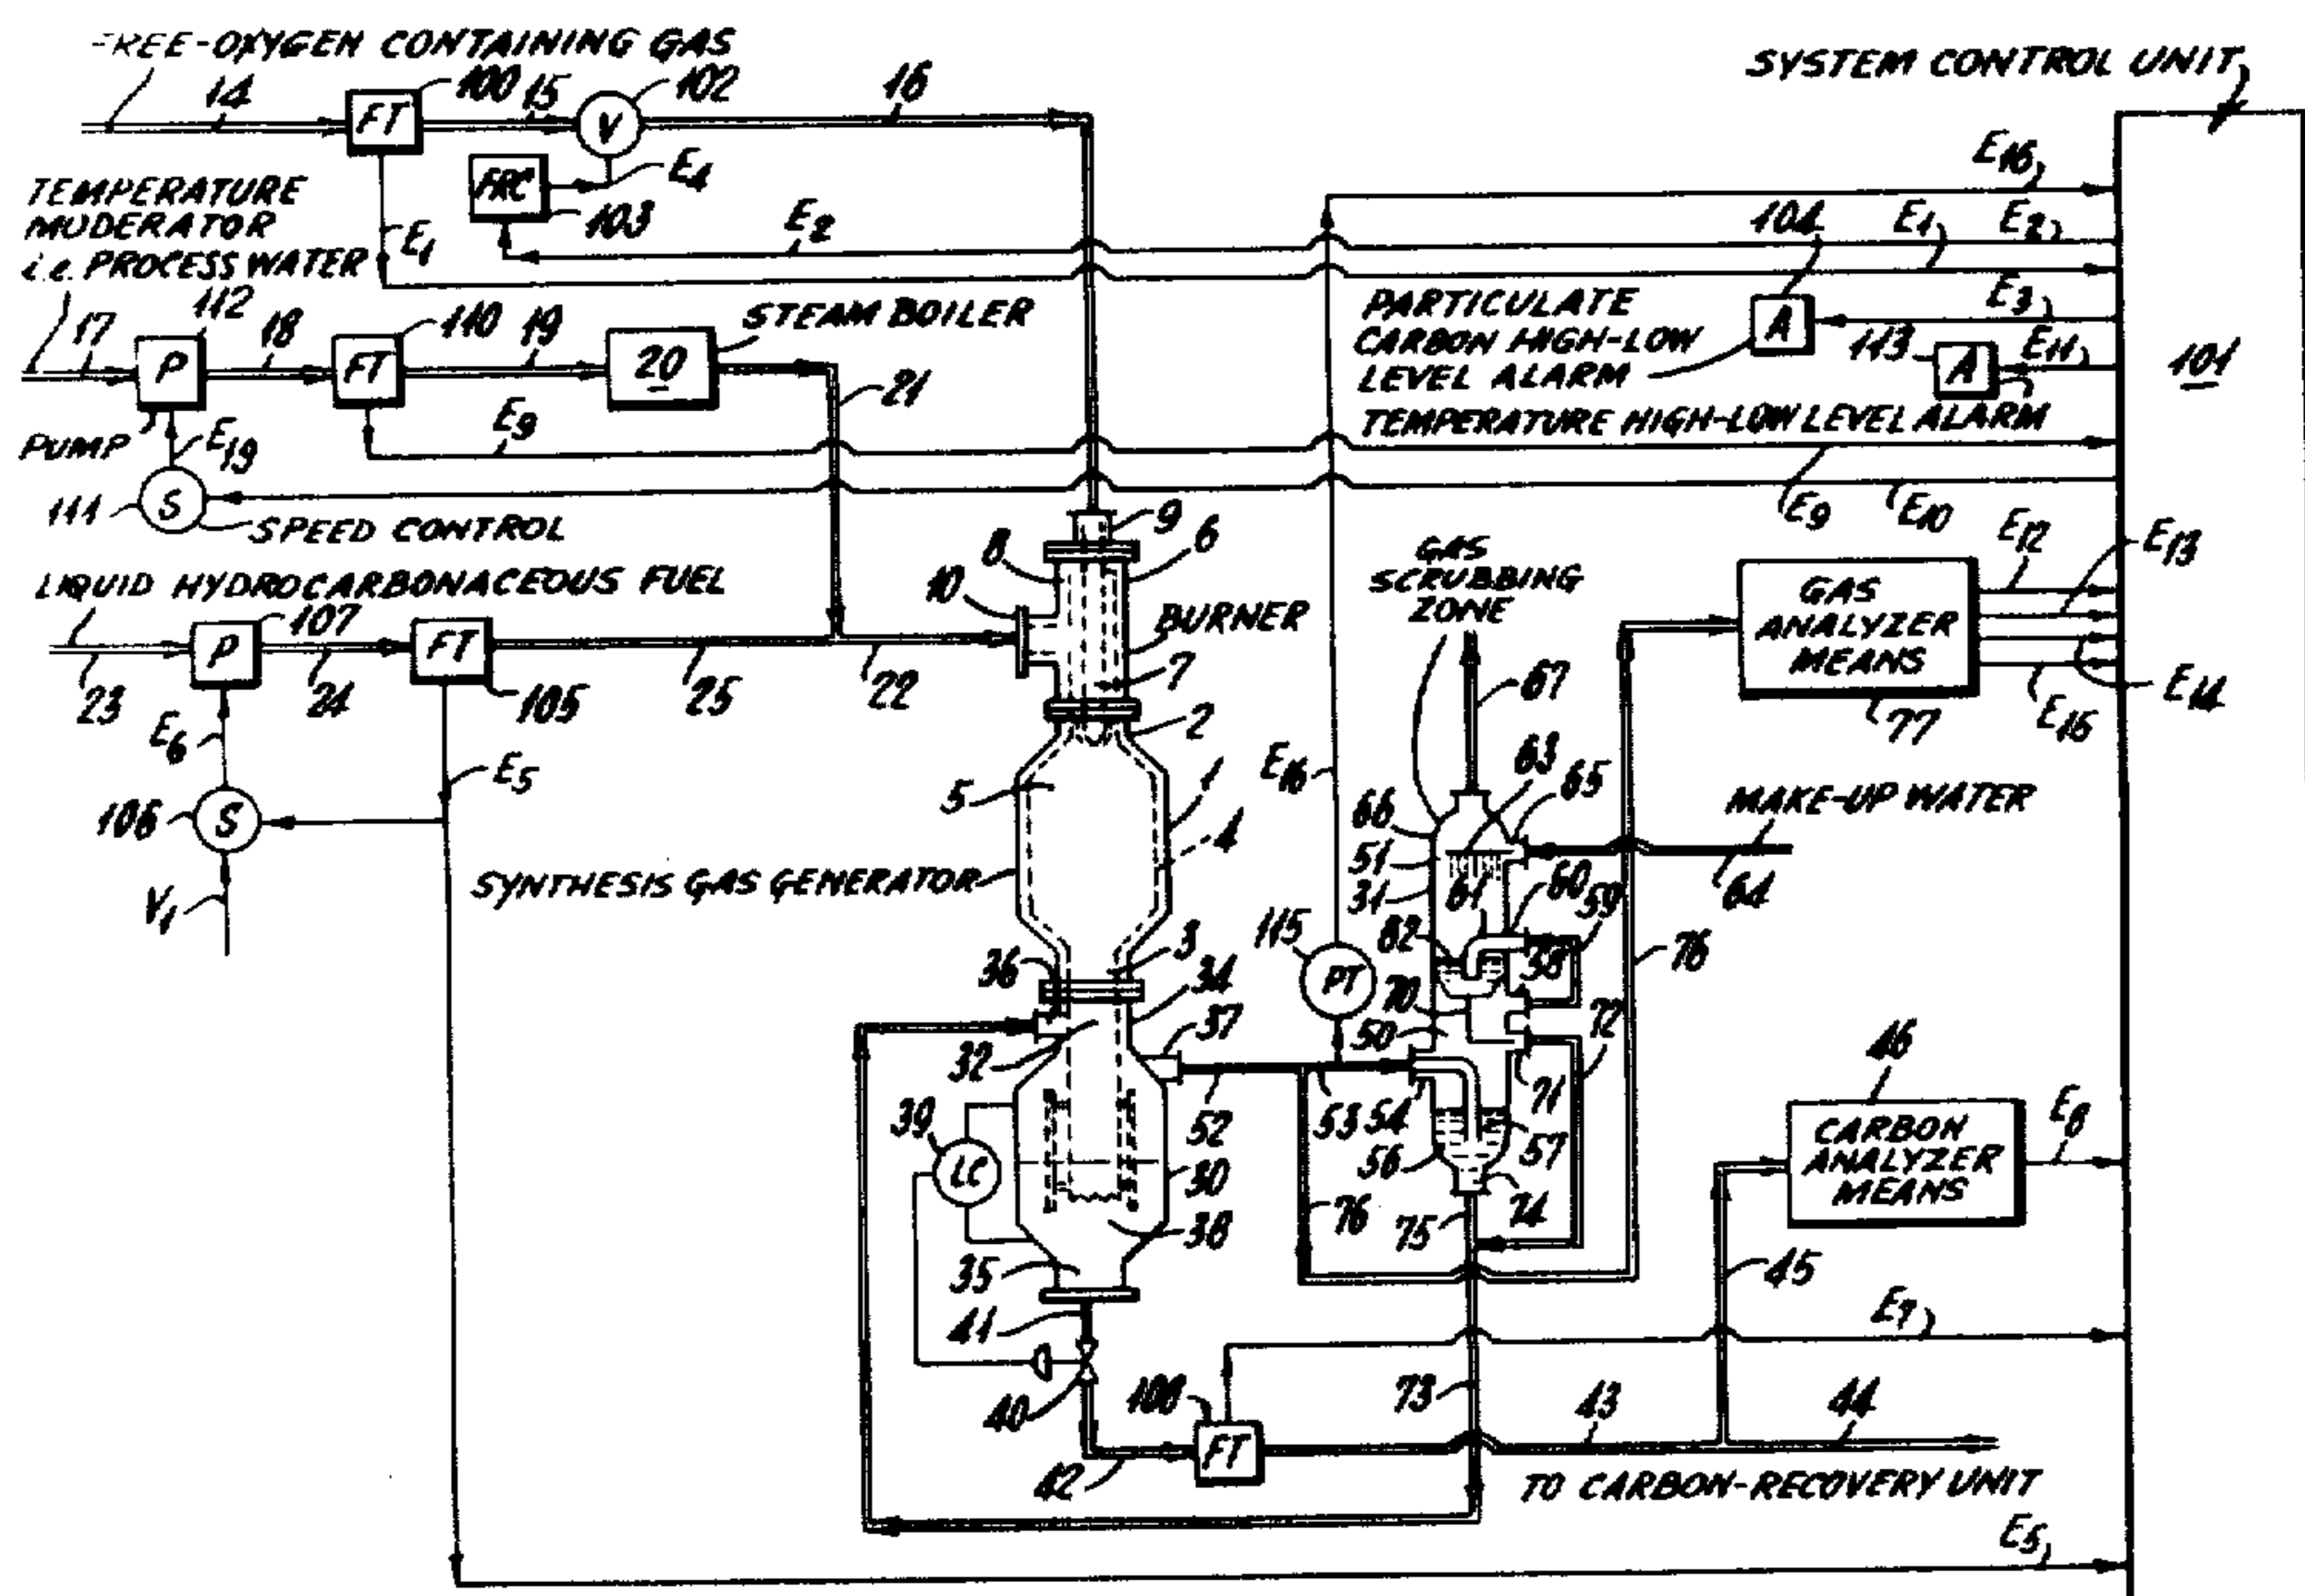 -FREE-OXYGEN CONTAINING GAS
SYSTEM CONTROL UNIT
14
FT
100
15
V
102
16
FRC
E4
103
E16
TEMPERATURE
MODERATOR
i.e. PROCESS WATER
E1
E2
104
E1
E2
17
112
P
18
110
FT
19
20
STEAM BOILER
21
PARTICULATE
CARBON HIGH-LOW
LEVEL ALARM
A
E3
113
A
E11
101
TEMPERATURE HIGH-LOW LEVEL ALARM
PUMP
E19
E9
111
S
SPEED CONTROL
E9
E10
LIQUID HYDROCARBONACEOUS FUEL
8
9
6
10
GAS
SCRUBBING
ZONE
E12
E13
GAS
ANALYZER
MEANS
23
P
107
24
FT
105
25
22
BURNER
7
67
77
E15
E14
E6
E5
2
E16
63
65
MAKE-UP WATER
106
S
5
1
4
66
51
31
61
60
59
64
V1
SYNTHESIS GAS GENERATOR
115
PT
62
58
76
36
3
34
70
72
32
37
50
52
53
54
71
46
39
LC
30
56
57
CARBON
ANALYZER
MEANS
E8
38
76
75
74
35
45
41
E7
40
108
FT
73
43
44
42
TO CARBON-RECOVERY UNIT
E5